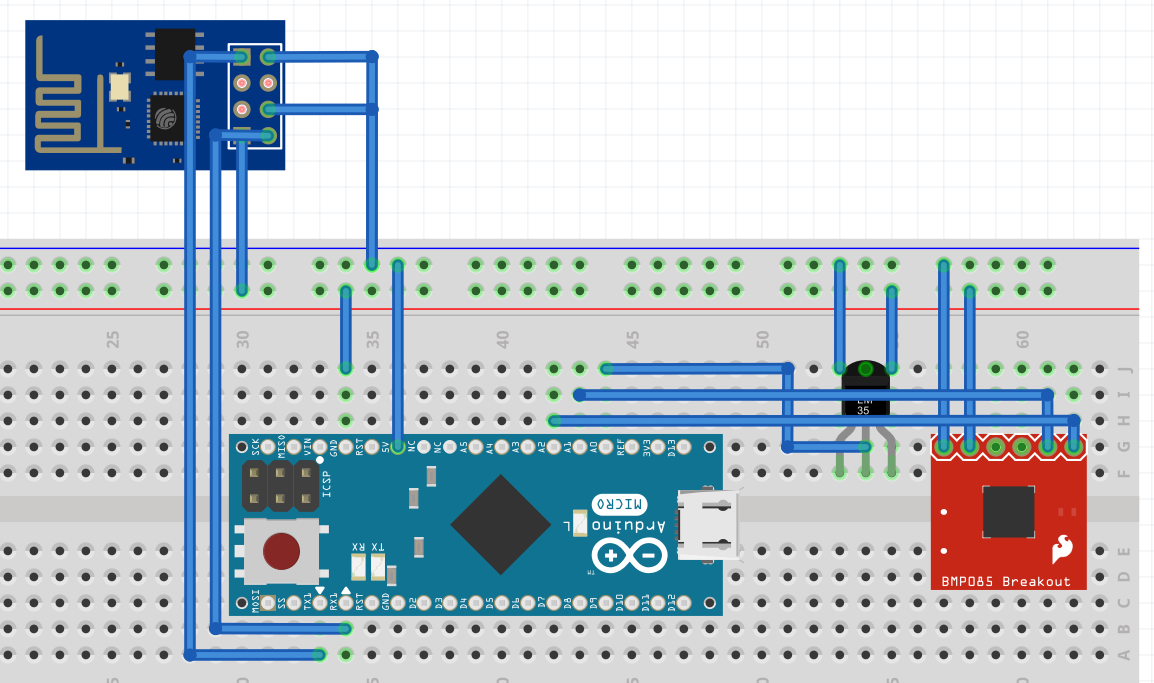 25
30
35
40
45
50
60
J
I
H
G
F
E
D
C
B
A
LM
35
SCK
MISO
VIN
GND
RST
5V
NC
NC
A5
A4
A3
A2
A1
A0
REF
3V3
D13
ICSP
MICRO
Arduino
L
RX
TX
TM
MOSI
SS
TX1
RX1
RST
GND
D2
D3
D4
D5
D6
D7
D8
D9
D10
D11
D12
BMP085 Breakout